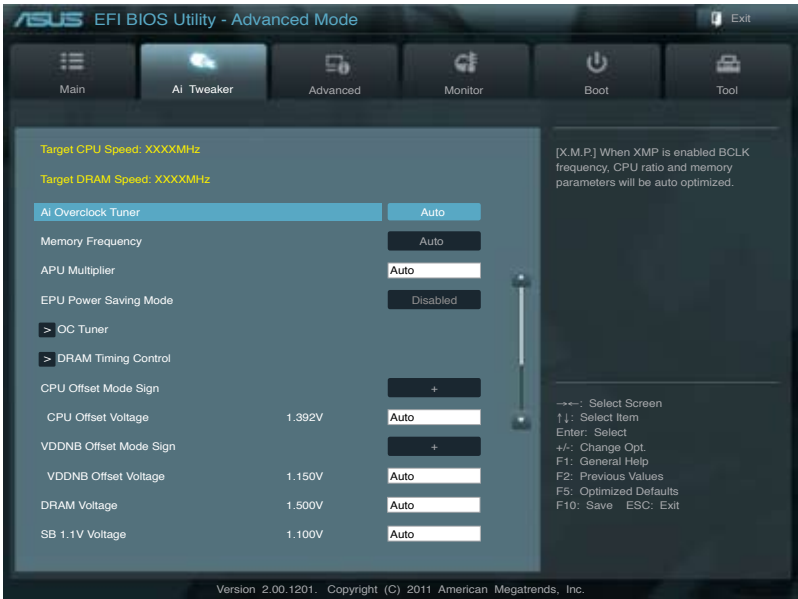 ASUS EFI BIOS Utility - Advanced Mode
Exit
Main
Ai Tweaker
Advanced
Monitor
Boot
Tool
Target CPU Speed: XXXXMHz
Target DRAM Speed: XXXXMHz
Ai Overclock Tuner Auto
Memory Frequency Auto
APU Multiplier Auto
EPU Power Saving Mode Disabled
> OC Tuner
> DRAM Timing Control
CPU Offset Mode Sign +
CPU Offset Voltage 1.392V Auto
VDDNB Offset Mode Sign +
VDDNB Offset Voltage 1.150V Auto
DRAM Voltage 1.500V Auto
SB 1.1V Voltage 1.100V Auto
[X.M.P.] When XMP is enabled BCLK
frequency, CPU ratio and memory
parameters will be auto optimized.
→←: Select Screen
↑↓: Select Item
Enter: Select
+/-: Change Opt.
F1: General Help
F2: Previous Values
F5: Optimized Defaults
F10: Save ESC: Exit
Version 2.00.1201. Copyright (C) 2011 American Megatrends, Inc.